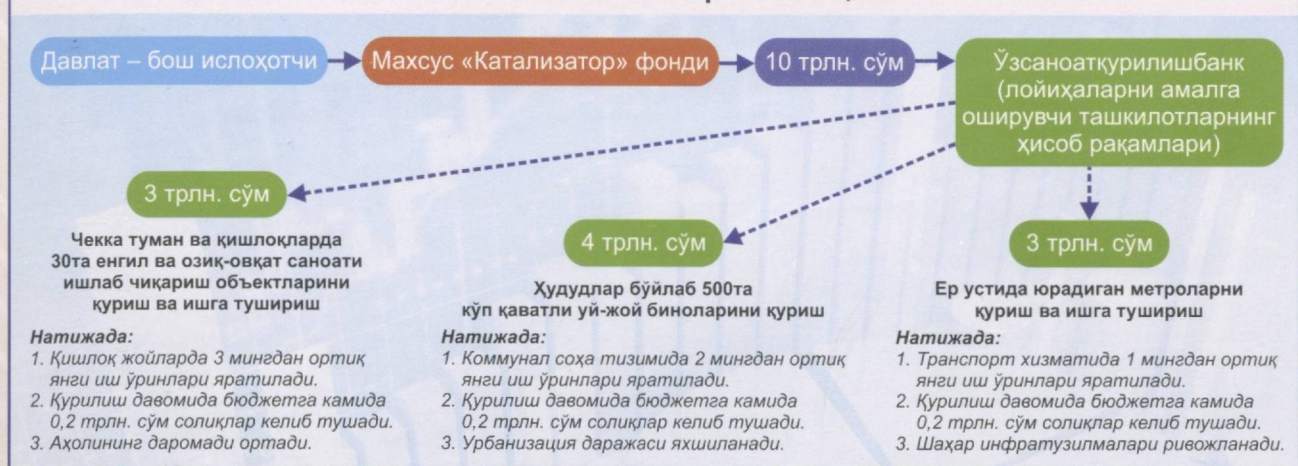 Давлат – бош ислоҳотчи
Махсус «Катализатор» фонди
10 трлн. сўм
Ўзсаноатқурилишбанк
(лойиҳаларни амалга
оширувчи ташкилотларнинг
ҳисоб рақамлари)
3 трлн. сўм
Чекка туман ва қишлоқларда
30та енгил ва озиқ-овқат саноати
ишлаб чиқариш объектларини
қуриш ва ишга тушириш
Натижада:
1. Қишлоқ жойларда 3 мингдан ортиқ
янги иш ўринлари яратилади.
2. Қурилиш давомида бюджетга камида
0,2 трлн. сўм солиқлар келиб тушади.
3. Аҳолининг даромади ортади.
4 трлн. сўм
Ҳудудлар бўйлаб 500та
кўп қаватли уй-жой биноларини қуриш
Натижада:
1. Коммунал соҳа тизимида 2 мингдан ортиқ
янги иш ўринлари яратилади.
2. Қурилиш давомида бюджетга камида
0,2 трлн. сўм солиқлар келиб тушади.
3. Урбанизация даражаси яхшиланади.
3 трлн. сўм
Ер устида юрадиган метроларни
қуриш ва ишга тушириш
Натижада:
1. Транспорт хизматида 1 мингдан ортиқ
янги иш ўринлари яратилади.
2. Қурилиш давомида бюджетга камида
0,2 трлн. сўм солиқлар келиб тушади.
3. Шаҳар инфратузилмалари ривожланади.